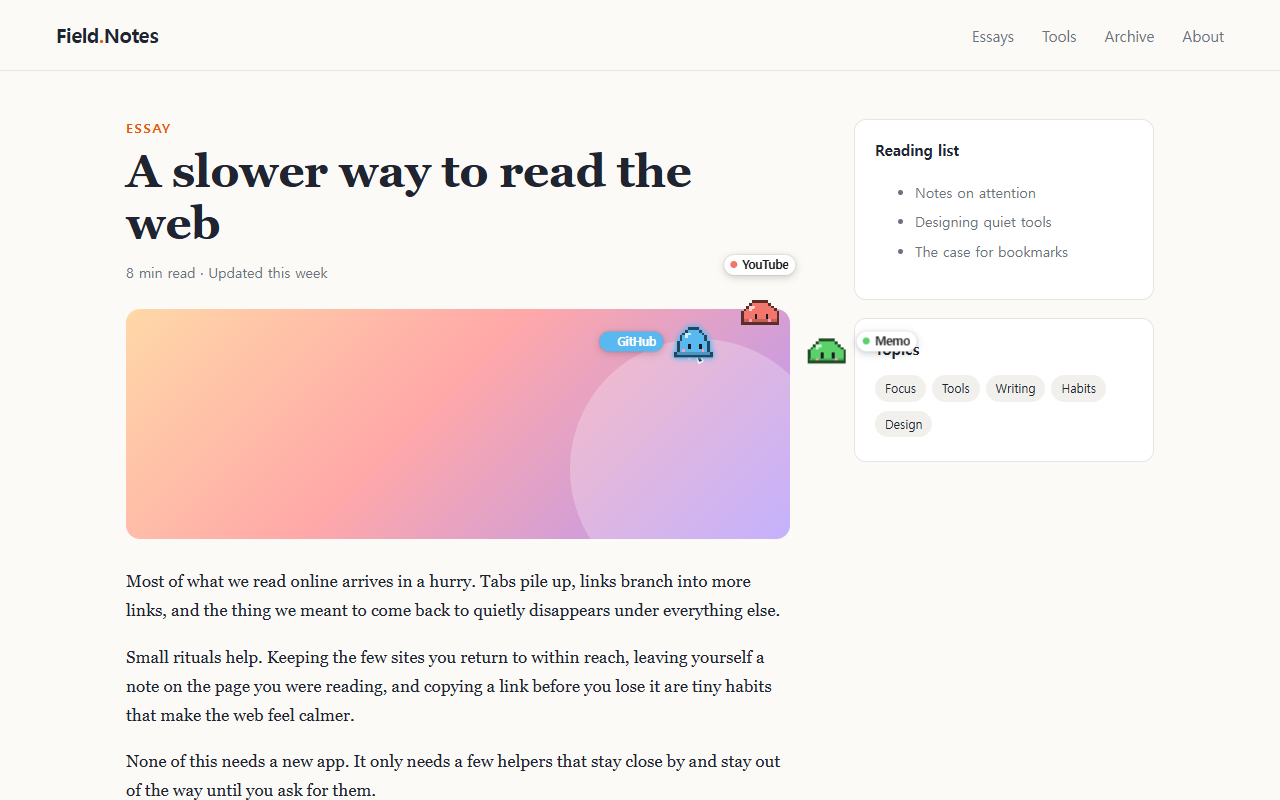 Field.Notes
Essays Tools Archive About
ESSAY
A slower way to read the
web
8 min read · Updated this week
YouTube
GitHub
Memo
Most of what we read online arrives in a hurry. Tabs pile up, links branch into more
links, and the thing we meant to come back to quietly disappears under everything else.
Small rituals help. Keeping the few sites you return to within reach, leaving yourself a
note on the page you were reading, and copying a link before you lose it are tiny habits
that make the web feel calmer.
None of this needs a new app. It only needs a few helpers that stay close by and stay out
of the way until you ask for them.
Reading list
Notes on attention
Designing quiet tools
The case for bookmarks
Topics
Focus Tools Writing Habits
Design